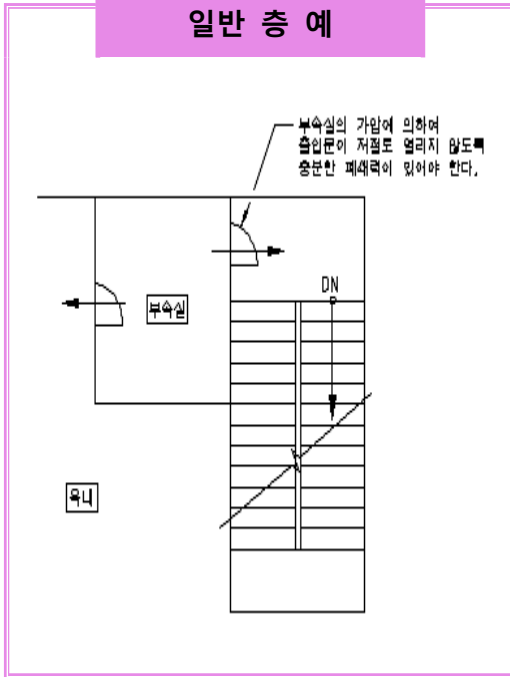 일반 층 예
부속실의 가압에 의하여
출입문이 저절로 열리지 않도록
충분한 폐쇄력이 있어야 한다.
DN
부속실
옥내